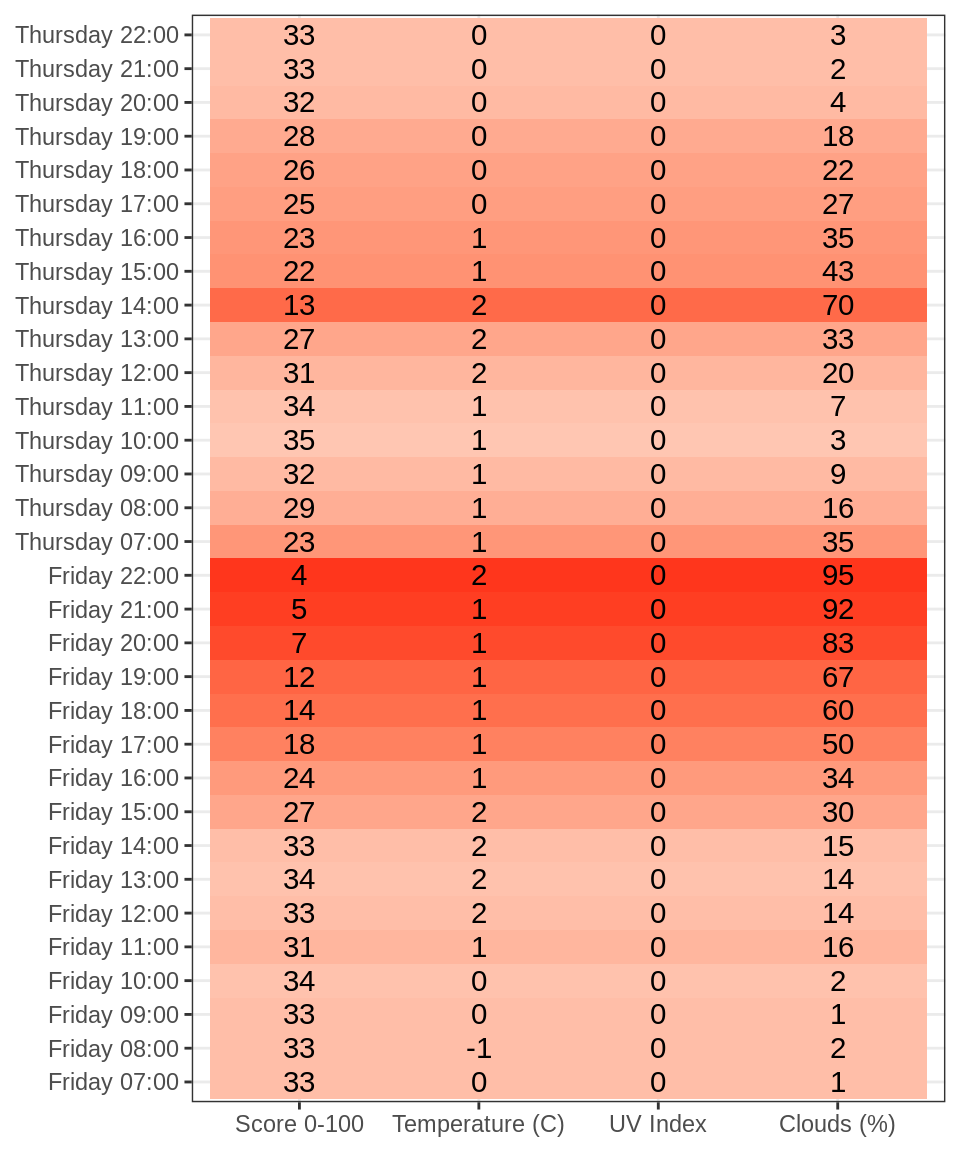 Thursday 22:00 33 0 0 3
Thursday 21:00 33 0 0 2
Thursday 20:00 32 0 0 4
Thursday 19:00 28 0 0 18
Thursday 18:00 26 0 0 22
Thursday 17:00 25 0 0 27
Thursday 16:00 23 1 0 35
Thursday 15:00 22 1 0 43
Thursday 14:00 13 2 0 70
Thursday 13:00 27 2 0 33
Thursday 12:00 31 2 0 20
Thursday 11:00 34 1 0 7
Thursday 10:00 35 1 0 3
Thursday 09:00 32 1 0 9
Thursday 08:00 29 1 0 16
Thursday 07:00 23 1 0 35
Friday 22:00 4 2 0 95
Friday 21:00 5 1 0 92
Friday 20:00 7 1 0 83
Friday 19:00 12 1 0 67
Friday 18:00 14 1 0 60
Friday 17:00 18 1 0 50
Friday 16:00 24 1 0 34
Friday 15:00 27 2 0 30
Friday 14:00 33 2 0 15
Friday 13:00 34 2 0 14
Friday 12:00 33 2 0 14
Friday 11:00 31 1 0 16
Friday 10:00 34 0 0 2
Friday 09:00 33 0 0 1
Friday 08:00 33 -1 0 2
Friday 07:00 33 0 0 1
Score 0-100 Temperature (C) UV Index Clouds (%)